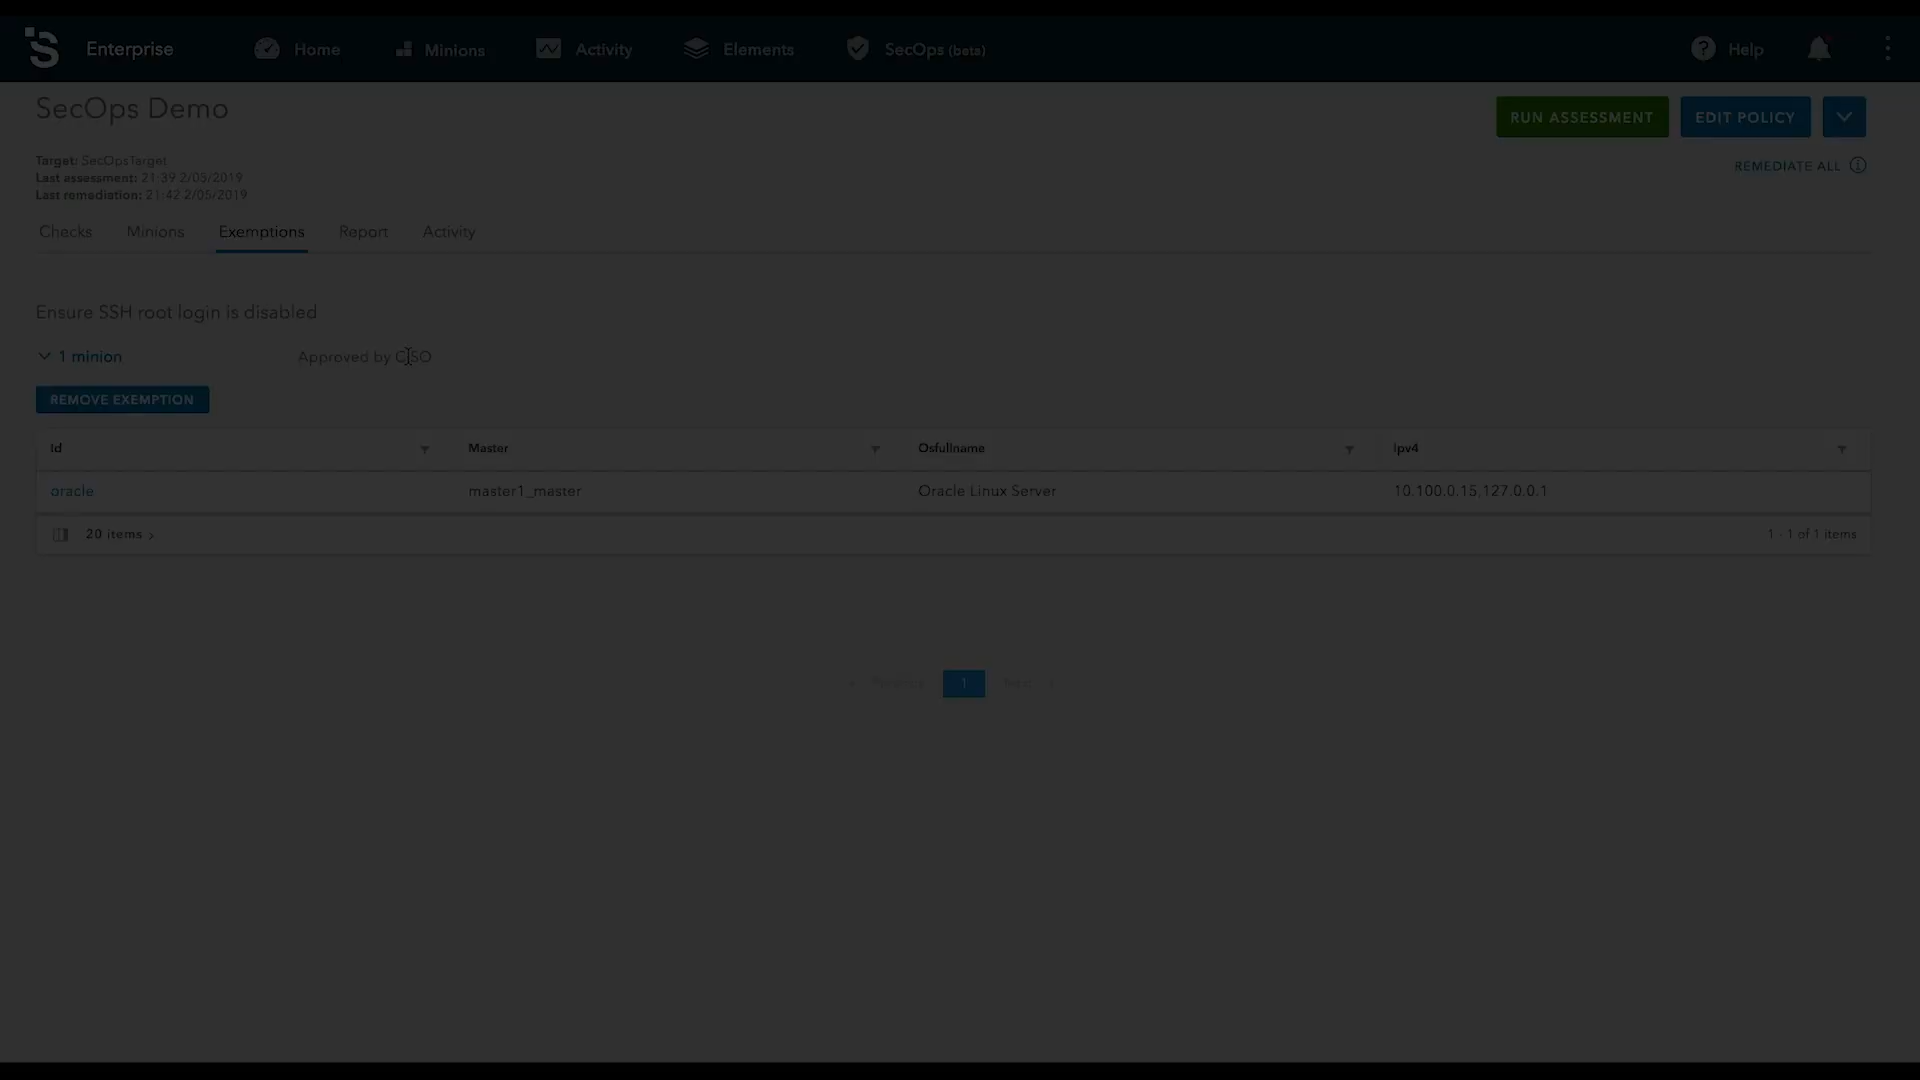 Enterprise Home Minions Activity Elements SecOps (beta) ? Help
SecOps Demo
RUN ASSESSMENT EDIT POLICY
Target: SecOpsTarget
REMEDIATE ALL
Last assessment: 21:39 2/05/2019
Last remediation: 21:42 2/05/2019
Checks Minions Exemptions Report Activity
Ensure SSH root login is disabled
1 minion Approved by CISO
REMOVE EXEMPTION
Id Master Osfullname Ipv4
oracle master1_master Oracle Linux Server 10.100.0.15,127.0.0.1
20 items 1 - 1 of 1 items
Previous 1 Next